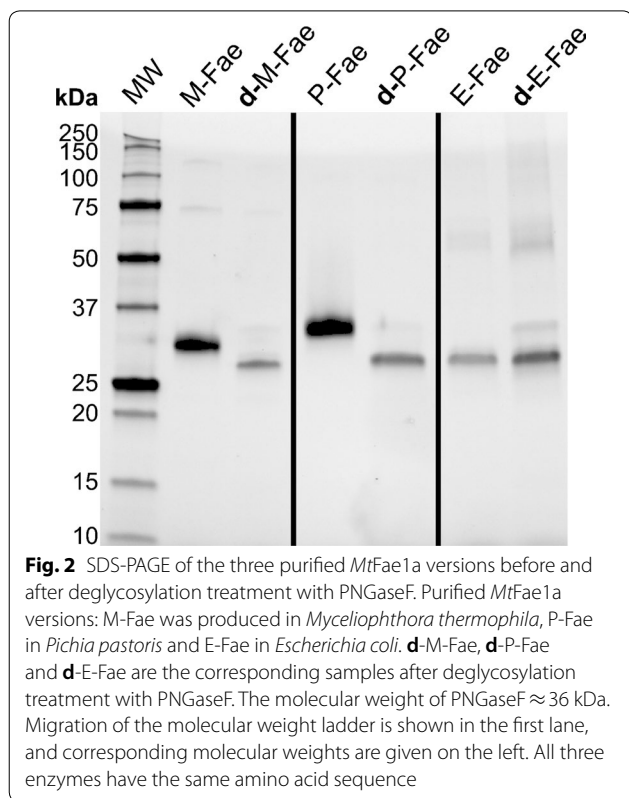 kDa MW M-Fae d-M-Fae P-Fae d-P-Fae E-Fae d-E-Fae
250
150
100
75
50
37
25
20
15
10
Fig. 2 SDS-PAGE of the three purified MtFae1a versions before and
after deglycosylation treatment with PNGaseF. Purified MtFae1a
versions: M-Fae was produced in Myceliophthora thermophila, P-Fae
in Pichia pastoris and E-Fae in Escherichia coli. d-M-Fae, d-P-Fae
and d-E-Fae are the corresponding samples after deglycosylation
treatment with PNGaseF. The molecular weight of PNGaseF ≈ 36 kDa.
Migration of the molecular weight ladder is shown in the first lane,
and corresponding molecular weights are given on the left. All three
enzymes have the same amino acid sequence